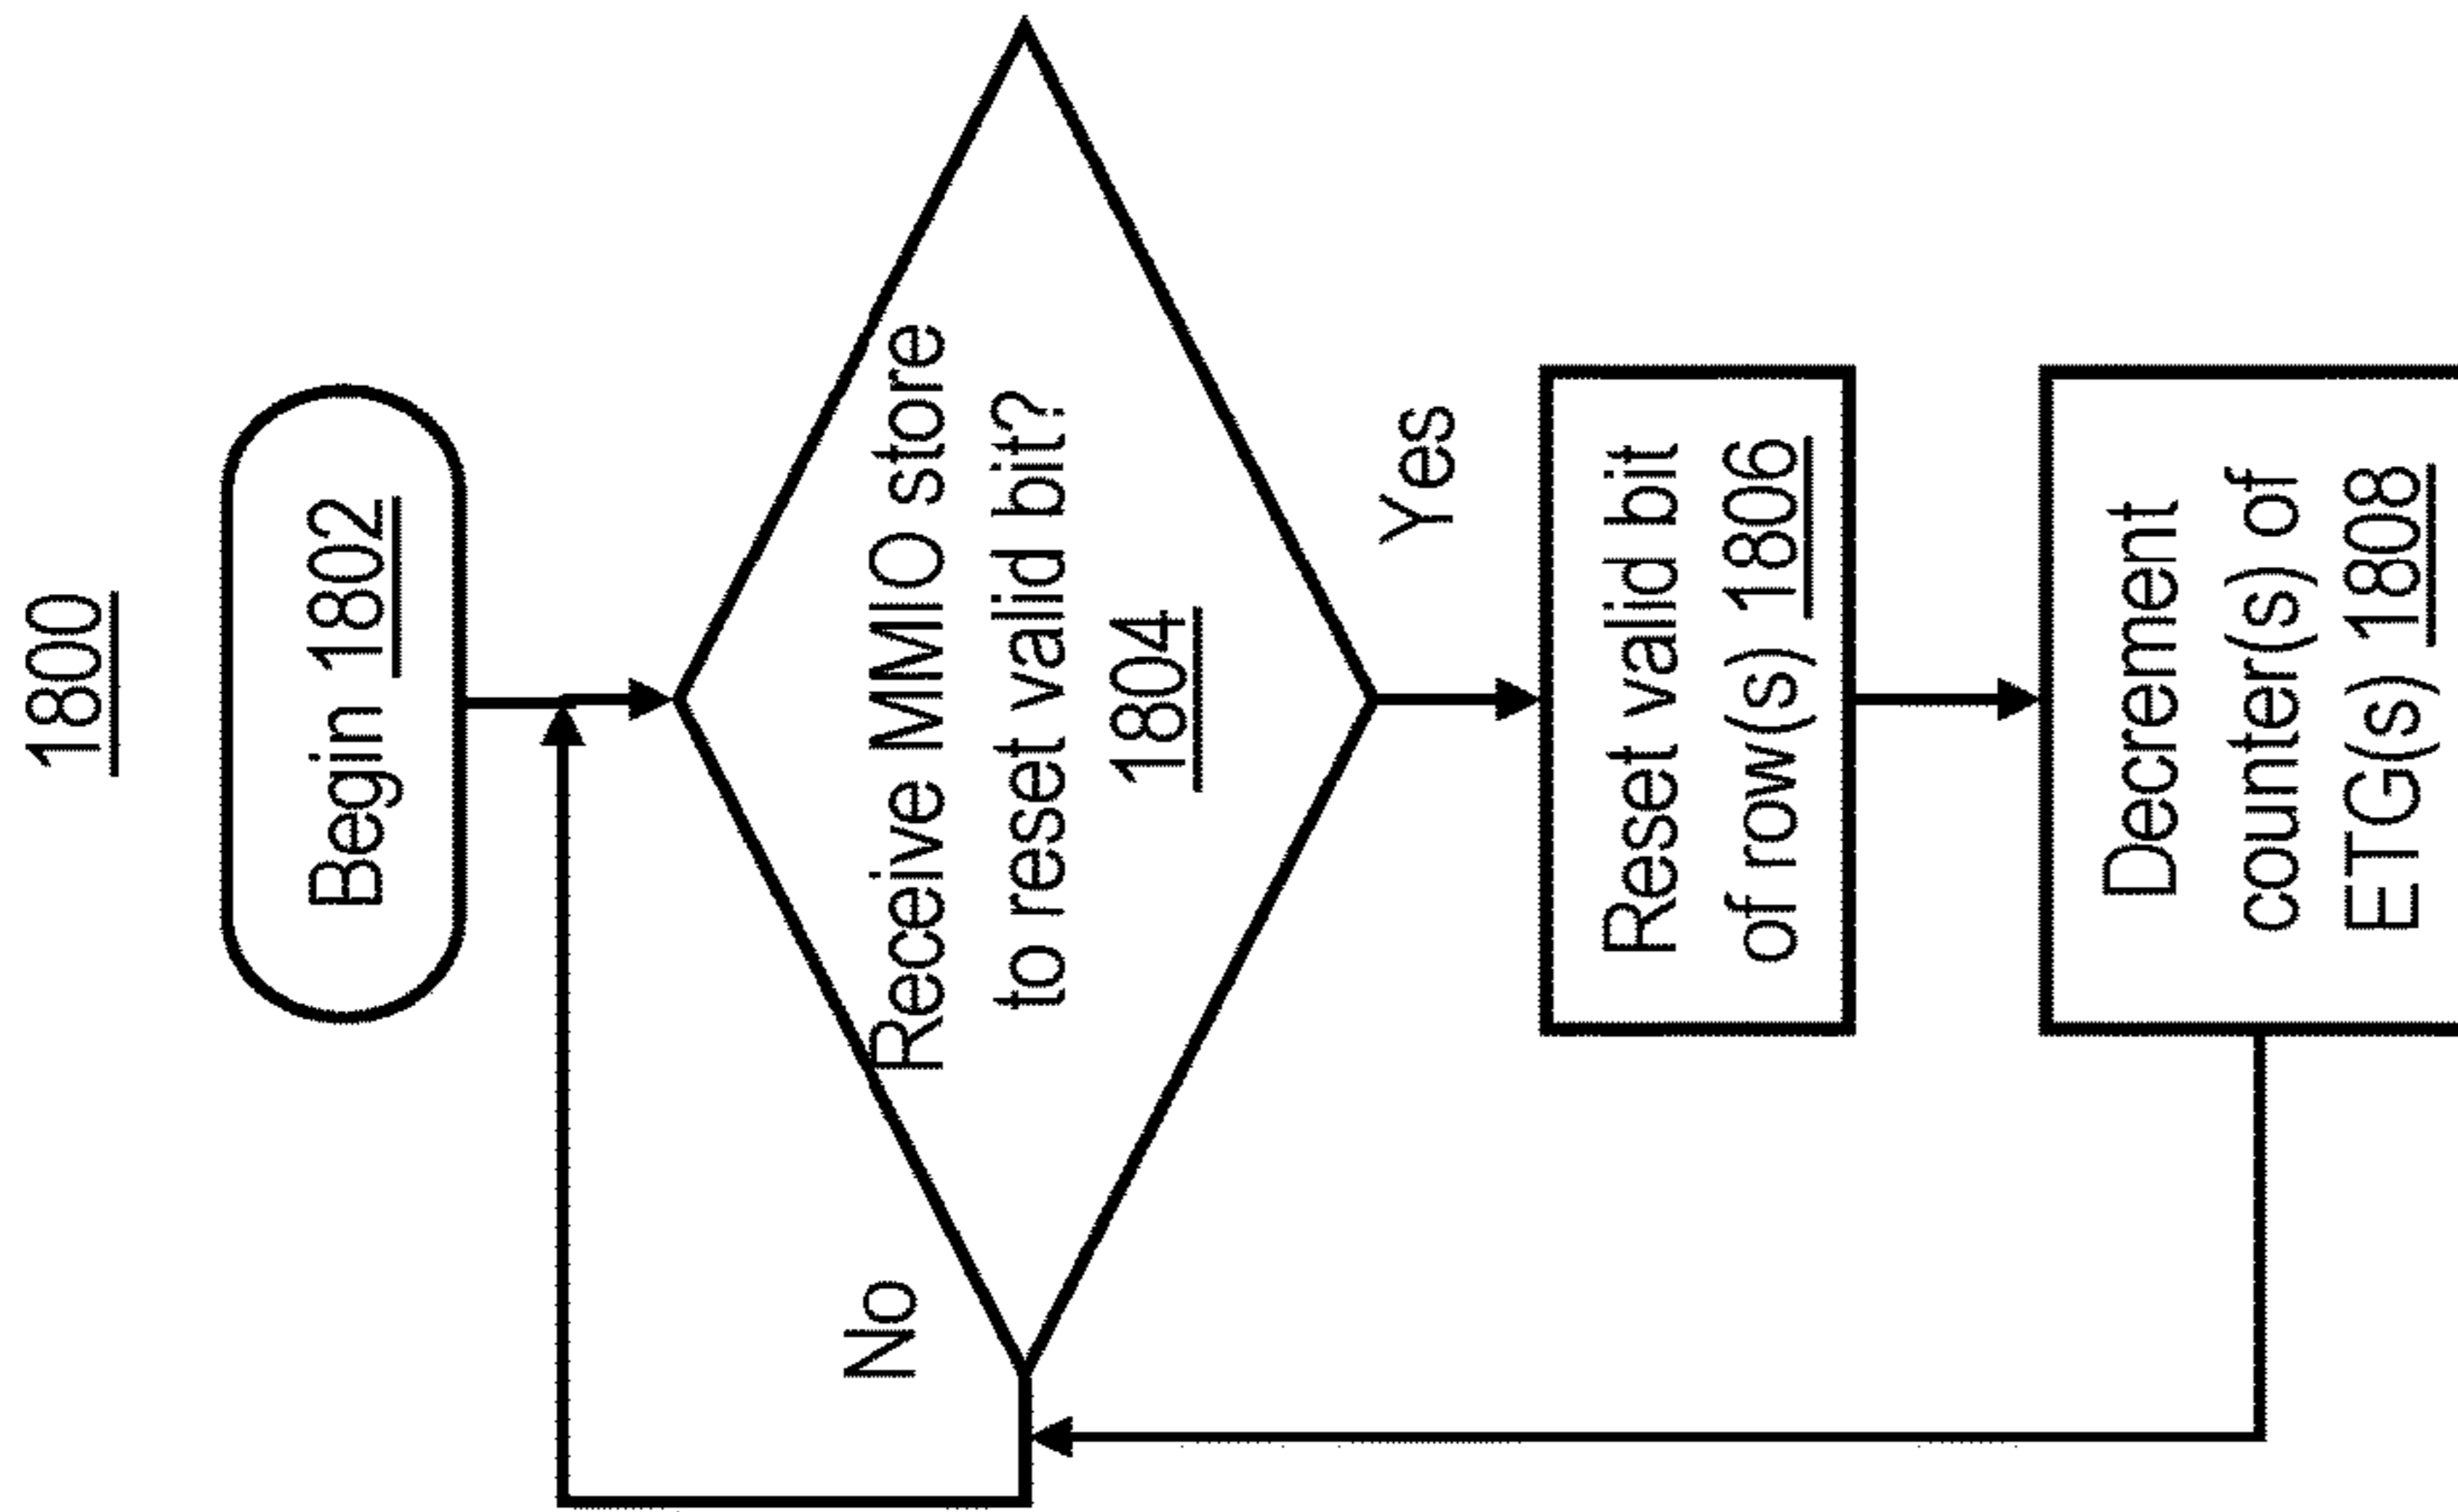 1800
Begin 1802
Receive MMIO store
to reset valid bit?
1804
No
Yes
Reset valid bit
of row(s) 1806
Decrement
counter(s) of
ETG(s) 1808